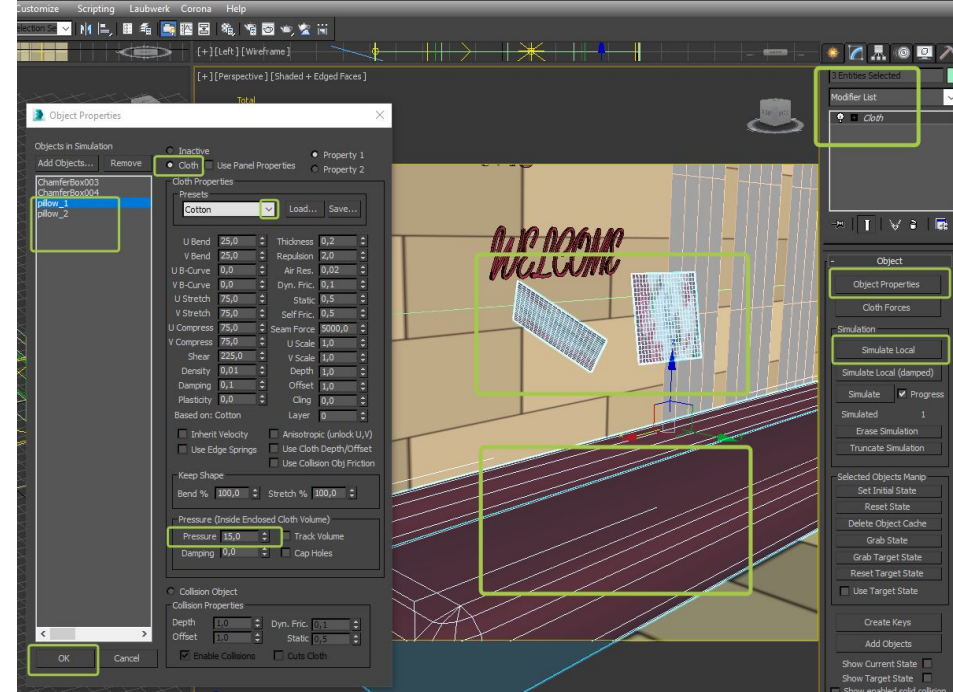 Customize Scripting Laubwerk Corona Help
[+][Left][Wireframe]
[+][Perspective][Shaded + Edged Faces]
Total
3 Entities Selected
Modifier List
Cloth
Object Properties
Objects in Simulation
Add Objects... Remove
ChamferBox003
ChamferBox004
pillow_1
pillow_2
Inactive
Cloth Use Panel Properties
Property 1
Property 2
Cloth Properties
Presets
Cotton Load... Save...
U Bend 25,0 Thickness 0,2
V Bend 25,0 Repulsion 2,0
U B-Curve 0,0 Air Res. 0,02
V B-Curve 0,0 Dyn. Fric. 0,1
U Stretch 75,0 Static 0,5
V Stretch 75,0 Self Fric. 0,5
U Compress 75,0 Seam Force 5000,0
V Compress 75,0 U Scale 1,0
Shear 225,0 V Scale 1,0
Density 0,01 Depth 1,0
Damping 0,1 Offset 1,0
Plasticity 0,0 Cling 0,0
Based on: Cotton Layer 0
Inherit Velocity Anisotropic (unlock U,V)
Use Edge Springs Use Cloth Depth/Offset
Use Collision Obj Friction
Keep Shape
Bend % 100,0 Stretch % 100,0
Pressure (Inside Enclosed Cloth Volume)
Pressure 15,0 Track Volume
Damping 0,0 Cap Holes
Collision Object
Collision Properties
Depth 1,0 Dyn. Fric. 0,1
Offset 1,0 Static 0,5
Enable Collisions Cuts Cloth
OK Cancel
WELCOME
Object
Object Properties
Cloth Forces
Simulation
Simulate Local
Simulate Local (damped)
Simulate Progress
Simulated 1
Erase Simulation
Truncate Simulation
Selected Objects Manip
Set Initial State
Reset State
Delete Object Cache
Grab State
Grab Target State
Reset Target State
Use Target State
Create Keys
Add Objects
Show Current State
Show Target State
Show enabled solid collision